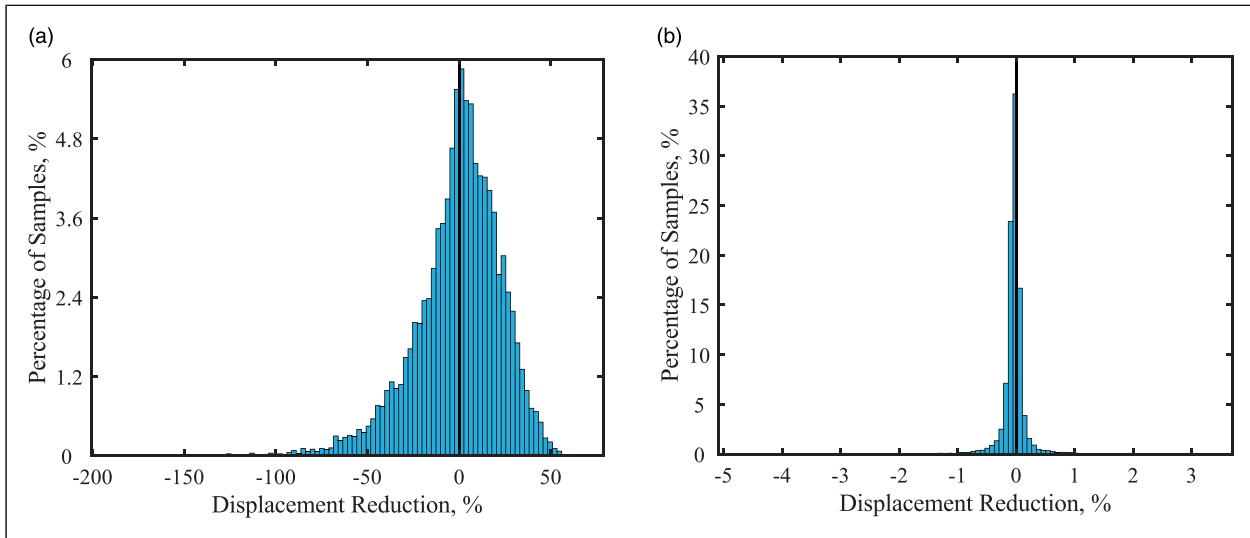 (a)
6
4.8
3.6
2.4
1.2
0
Percentage of Samples, %
-200 -150 -100 -50 0 50
Displacement Reduction, %
(b)
40
35
30
25
20
15
10
5
0
Percentage of Samples, %
-5 -4 -3 -2 -1 0 1 2 3
Displacement Reduction, %